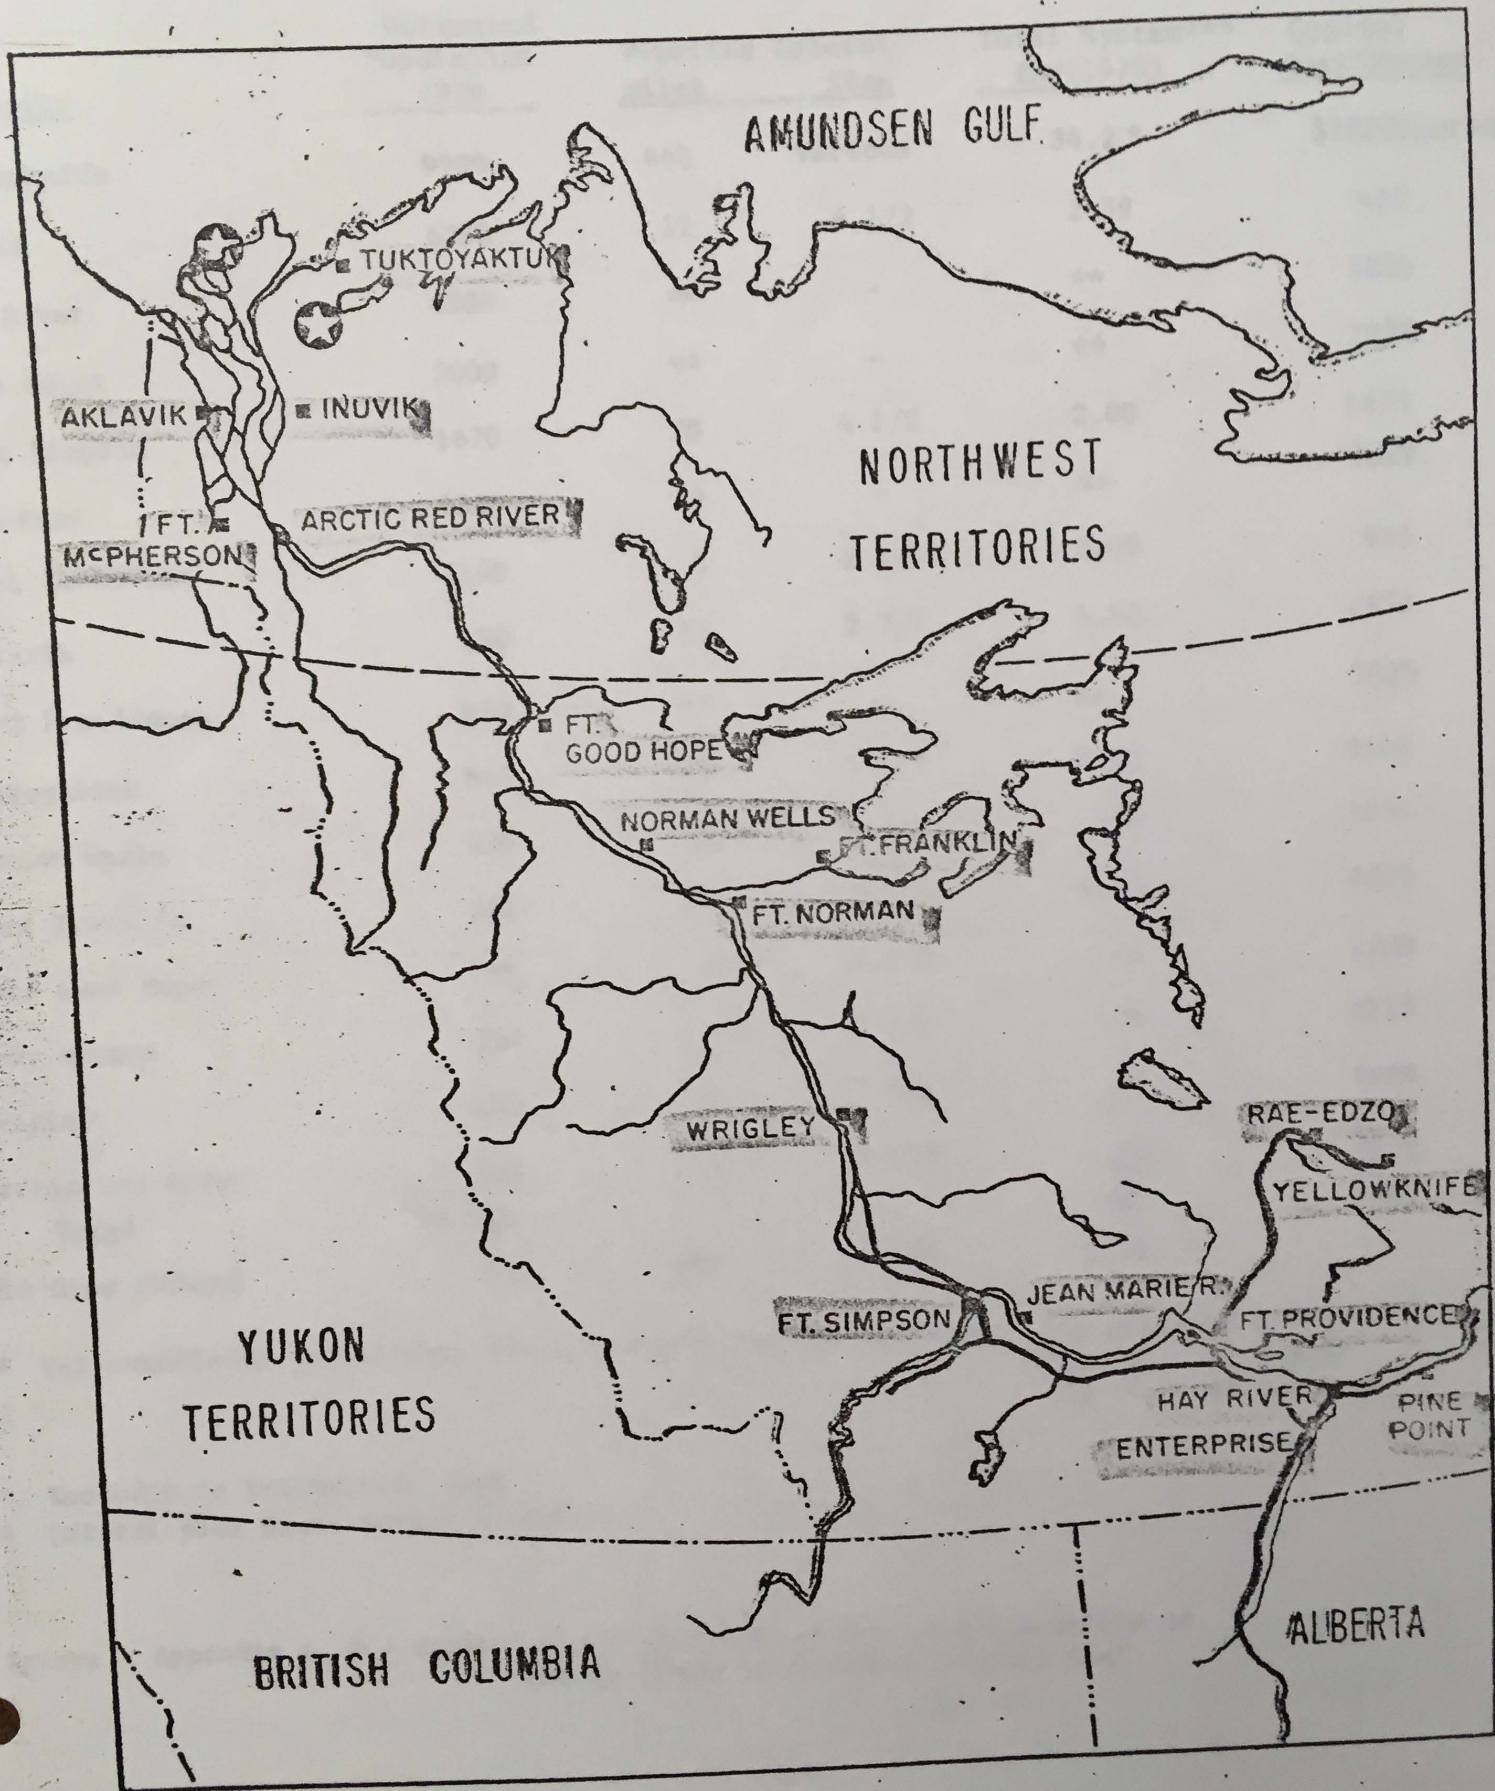 AMUNDSEN GULF.
TUKTOYAKTUK
AKLAVIK
INUVIK
NORTHWEST
TERRITORIES
ARCTIC RED RIVER
FT.
McPHERSON
FT.
GOOD HOPE
NORMAN WELLS
FT. FRANKLIN
FT. NORMAN
WRIGLEY
RAE-EDZO
YELLOWKNIFE
JEAN MARIE R.
FT. SIMPSON
FT. PROVIDENCE
YUKON
TERRITORIES
HAY RIVER
PINE
POINT
ENTERPRISE
BRITISH COLUMBIA
ALBERTA